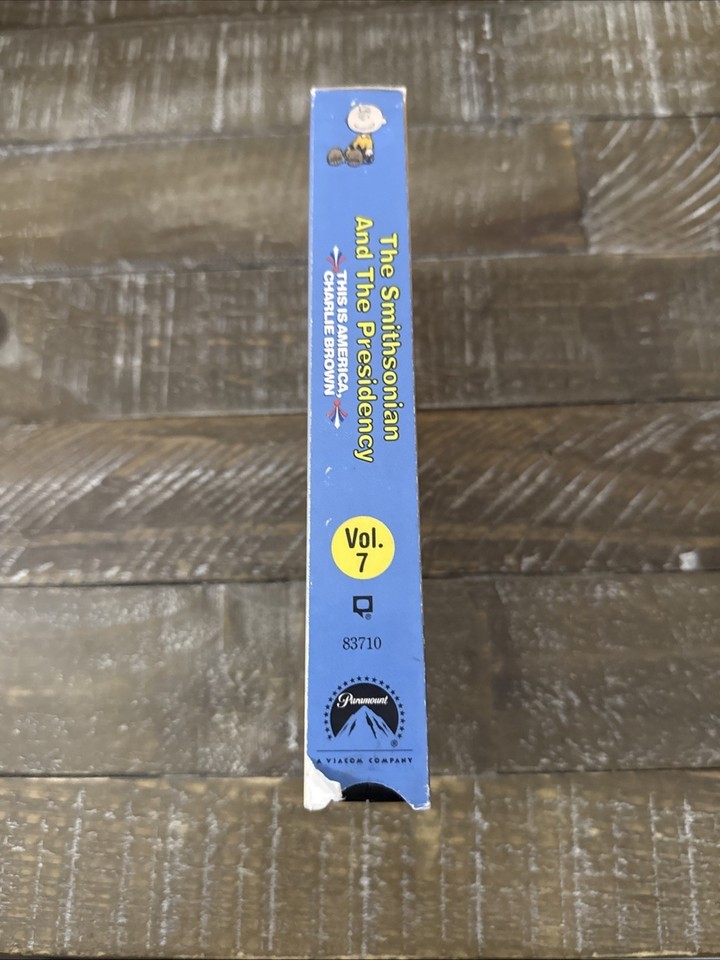 The Smithsonian
And The Presidency
THIS IS AMERICA,
CHARLIE BROWN
Vol.
7
®
83710
Paramount
®
A VIACOM COMPANY